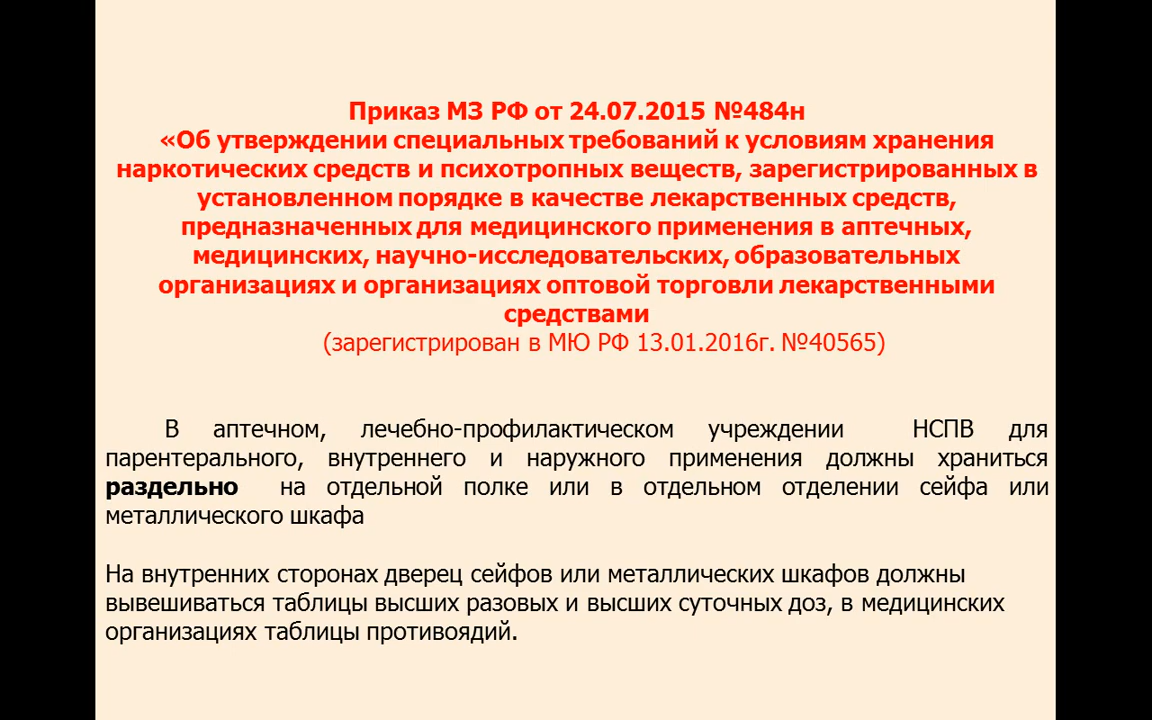 Приказ МЗ РФ от 24.07.2015 №484н
«Об утверждении специальных требований к условиям хранения
наркотических средств и психотропных веществ, зарегистрированных в
установленном порядке в качестве лекарственных средств,
предназначенных для медицинского применения в аптечных,
медицинских, научно-исследовательских, образовательных
организациях и организациях оптовой торговли лекарственными
средствами
(зарегистрирован в МЮ РФ 13.01.2016г. №40565)
В аптечном, лечебно-профилактическом учреждении НСПВ для
парентерального, внутреннего и наружного применения должны храниться
раздельно на отдельной полке или в отдельном отделении сейфа или
металлического шкафа
На внутренних сторонах дверец сейфов или металлических шкафов должны
вывешиваться таблицы высших разовых и высших суточных доз, в медицинских
организациях таблицы противоядий.